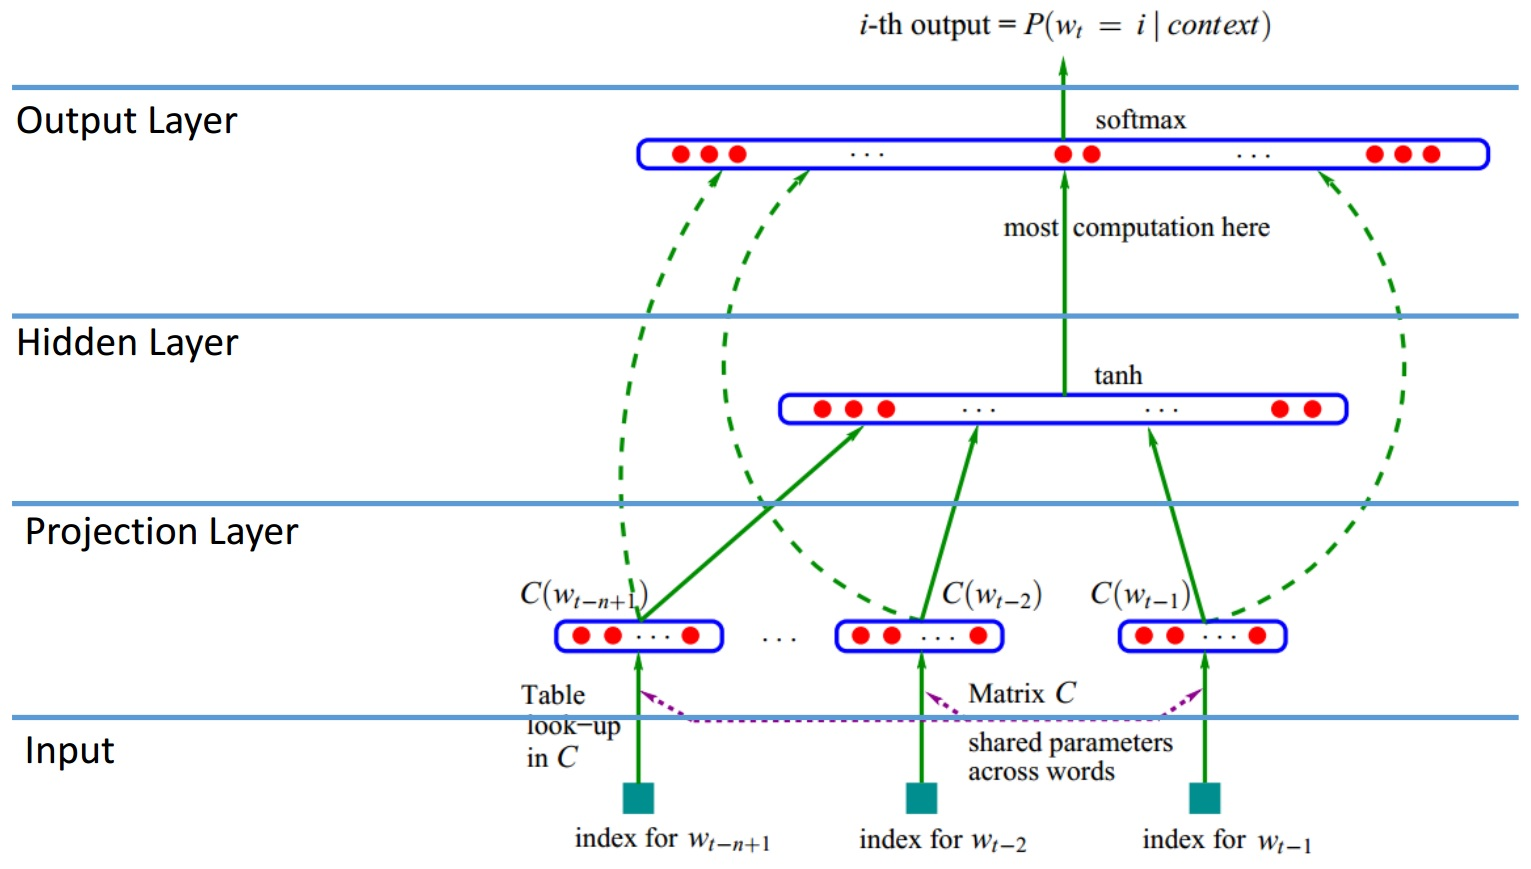 i-th output = P(w_t = i | context)
Output Layer
softmax
. . .
. . .
most computation here
Hidden Layer
tanh
. . .
. . .
Projection Layer
C(w_{t−n+1})
C(w_{t−2})
C(w_{t−1})
. . .
. . .
. . .
. . .
Table
look−up
in C
Matrix C
shared parameters
across words
Input
index for w_{t−n+1}
index for w_{t−2}
index for w_{t−1}